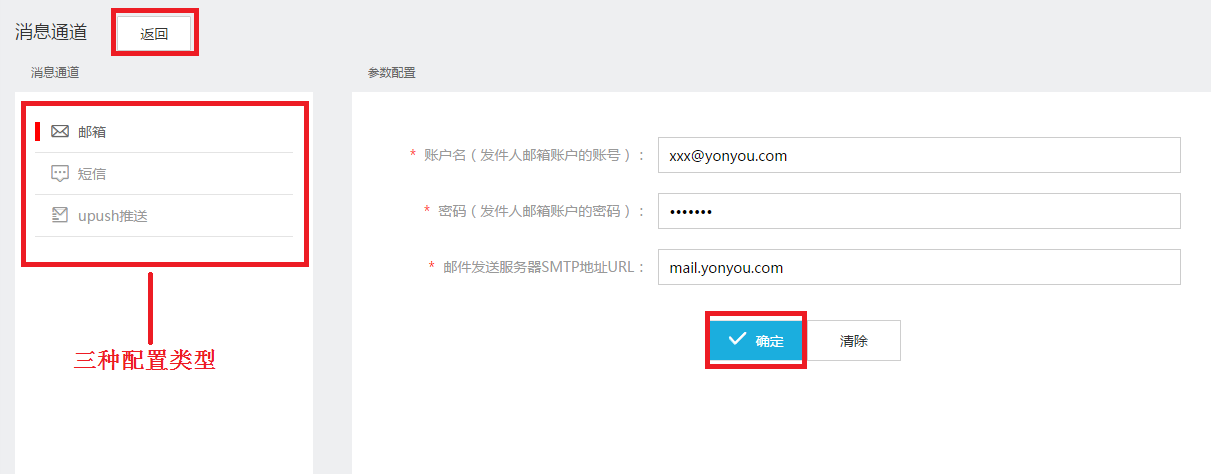 消息通道
返回
消息通道
参数配置
邮箱
短信
upush推送
三种配置类型
* 账户名（发件人邮箱账户的账号）： xxx@yonyou.com
* 密码（发件人邮箱账户的密码）： •••••••
* 邮件发送服务器SMTP地址URL： mail.yonyou.com
确定
清除